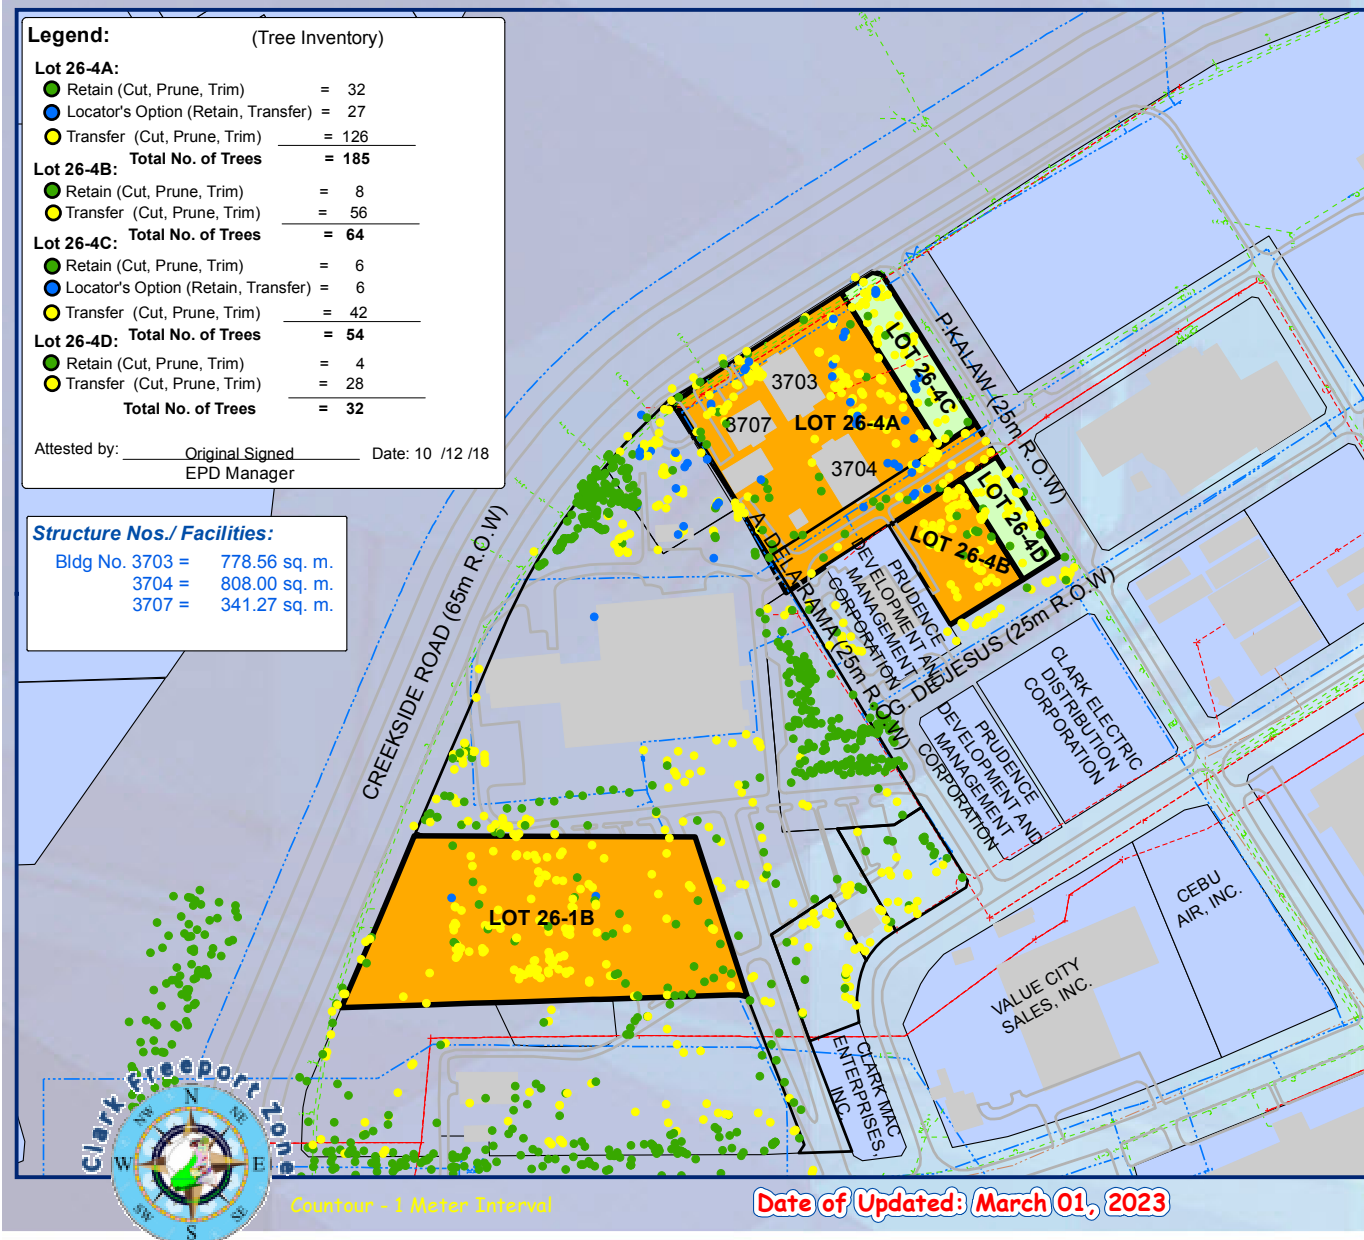 Legend: (Tree Inventory)
Lot 26-4A:
Retain (Cut, Prune, Trim) = 32
Locator's Option (Retain, Transfer) = 27
Transfer (Cut, Prune, Trim) = 126
Total No. of Trees = 185
Lot 26-4B:
Retain (Cut, Prune, Trim) = 8
Transfer (Cut, Prune, Trim) = 56
Total No. of Trees = 64
Lot 26-4C:
Retain (Cut, Prune, Trim) = 6
Locator's Option (Retain, Transfer) = 6
Transfer (Cut, Prune, Trim) = 42
Total No. of Trees = 54
Lot 26-4D:
Retain (Cut, Prune, Trim) = 4
Transfer (Cut, Prune, Trim) = 28
Total No. of Trees = 32
Attested by: Original Signed Date: 10 /12 /18
EPD Manager
Structure Nos./ Facilities:
Bldg No. 3703 = 778.56 sq. m.
3704 = 808.00 sq. m.
3707 = 341.27 sq. m.
3703
3707
3704
LOT 26-4A
LOT 26-4C
LOT 26-4B
LOT 26-4D
P.KALAW (25m R.O.W)
A. DELA RAMA (25m R.O.W)
G. DE JESUS (25m R.O.W)
CREEKSIDE ROAD (65m R.O.W)
PRUDENCE
DEVELOPMENT AND
MANAGEMENT
CORPORATION
PRUDENCE
DEVELOPMENT AND
MANAGEMENT
CORPORATION
CLARK ELECTRIC
DISTRIBUTION
CORPORATION
LOT 26-1B
CEBU
AIR, INC.
VALUE CITY
SALES, INC.
CLARK MAC
ENTERPRISES,
INC.
Clark Freeport Zone
N
NE
E
SE
S
SW
W
NW
Countour - 1 Meter Interval
Date of Updated: March 01, 2023